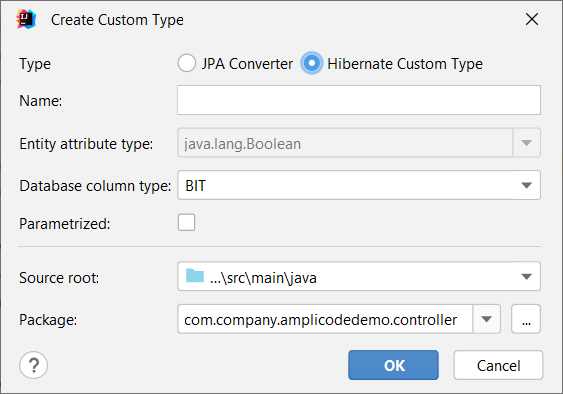 Create Custom Type
Type JPA Converter Hibernate Custom Type
Name:
Entity attribute type: java.lang.Boolean
Database column type: BIT
Parametrized:
Source root: ...\src\main\java
Package: com.company.amplicodedemo.controller ...
? OK Cancel